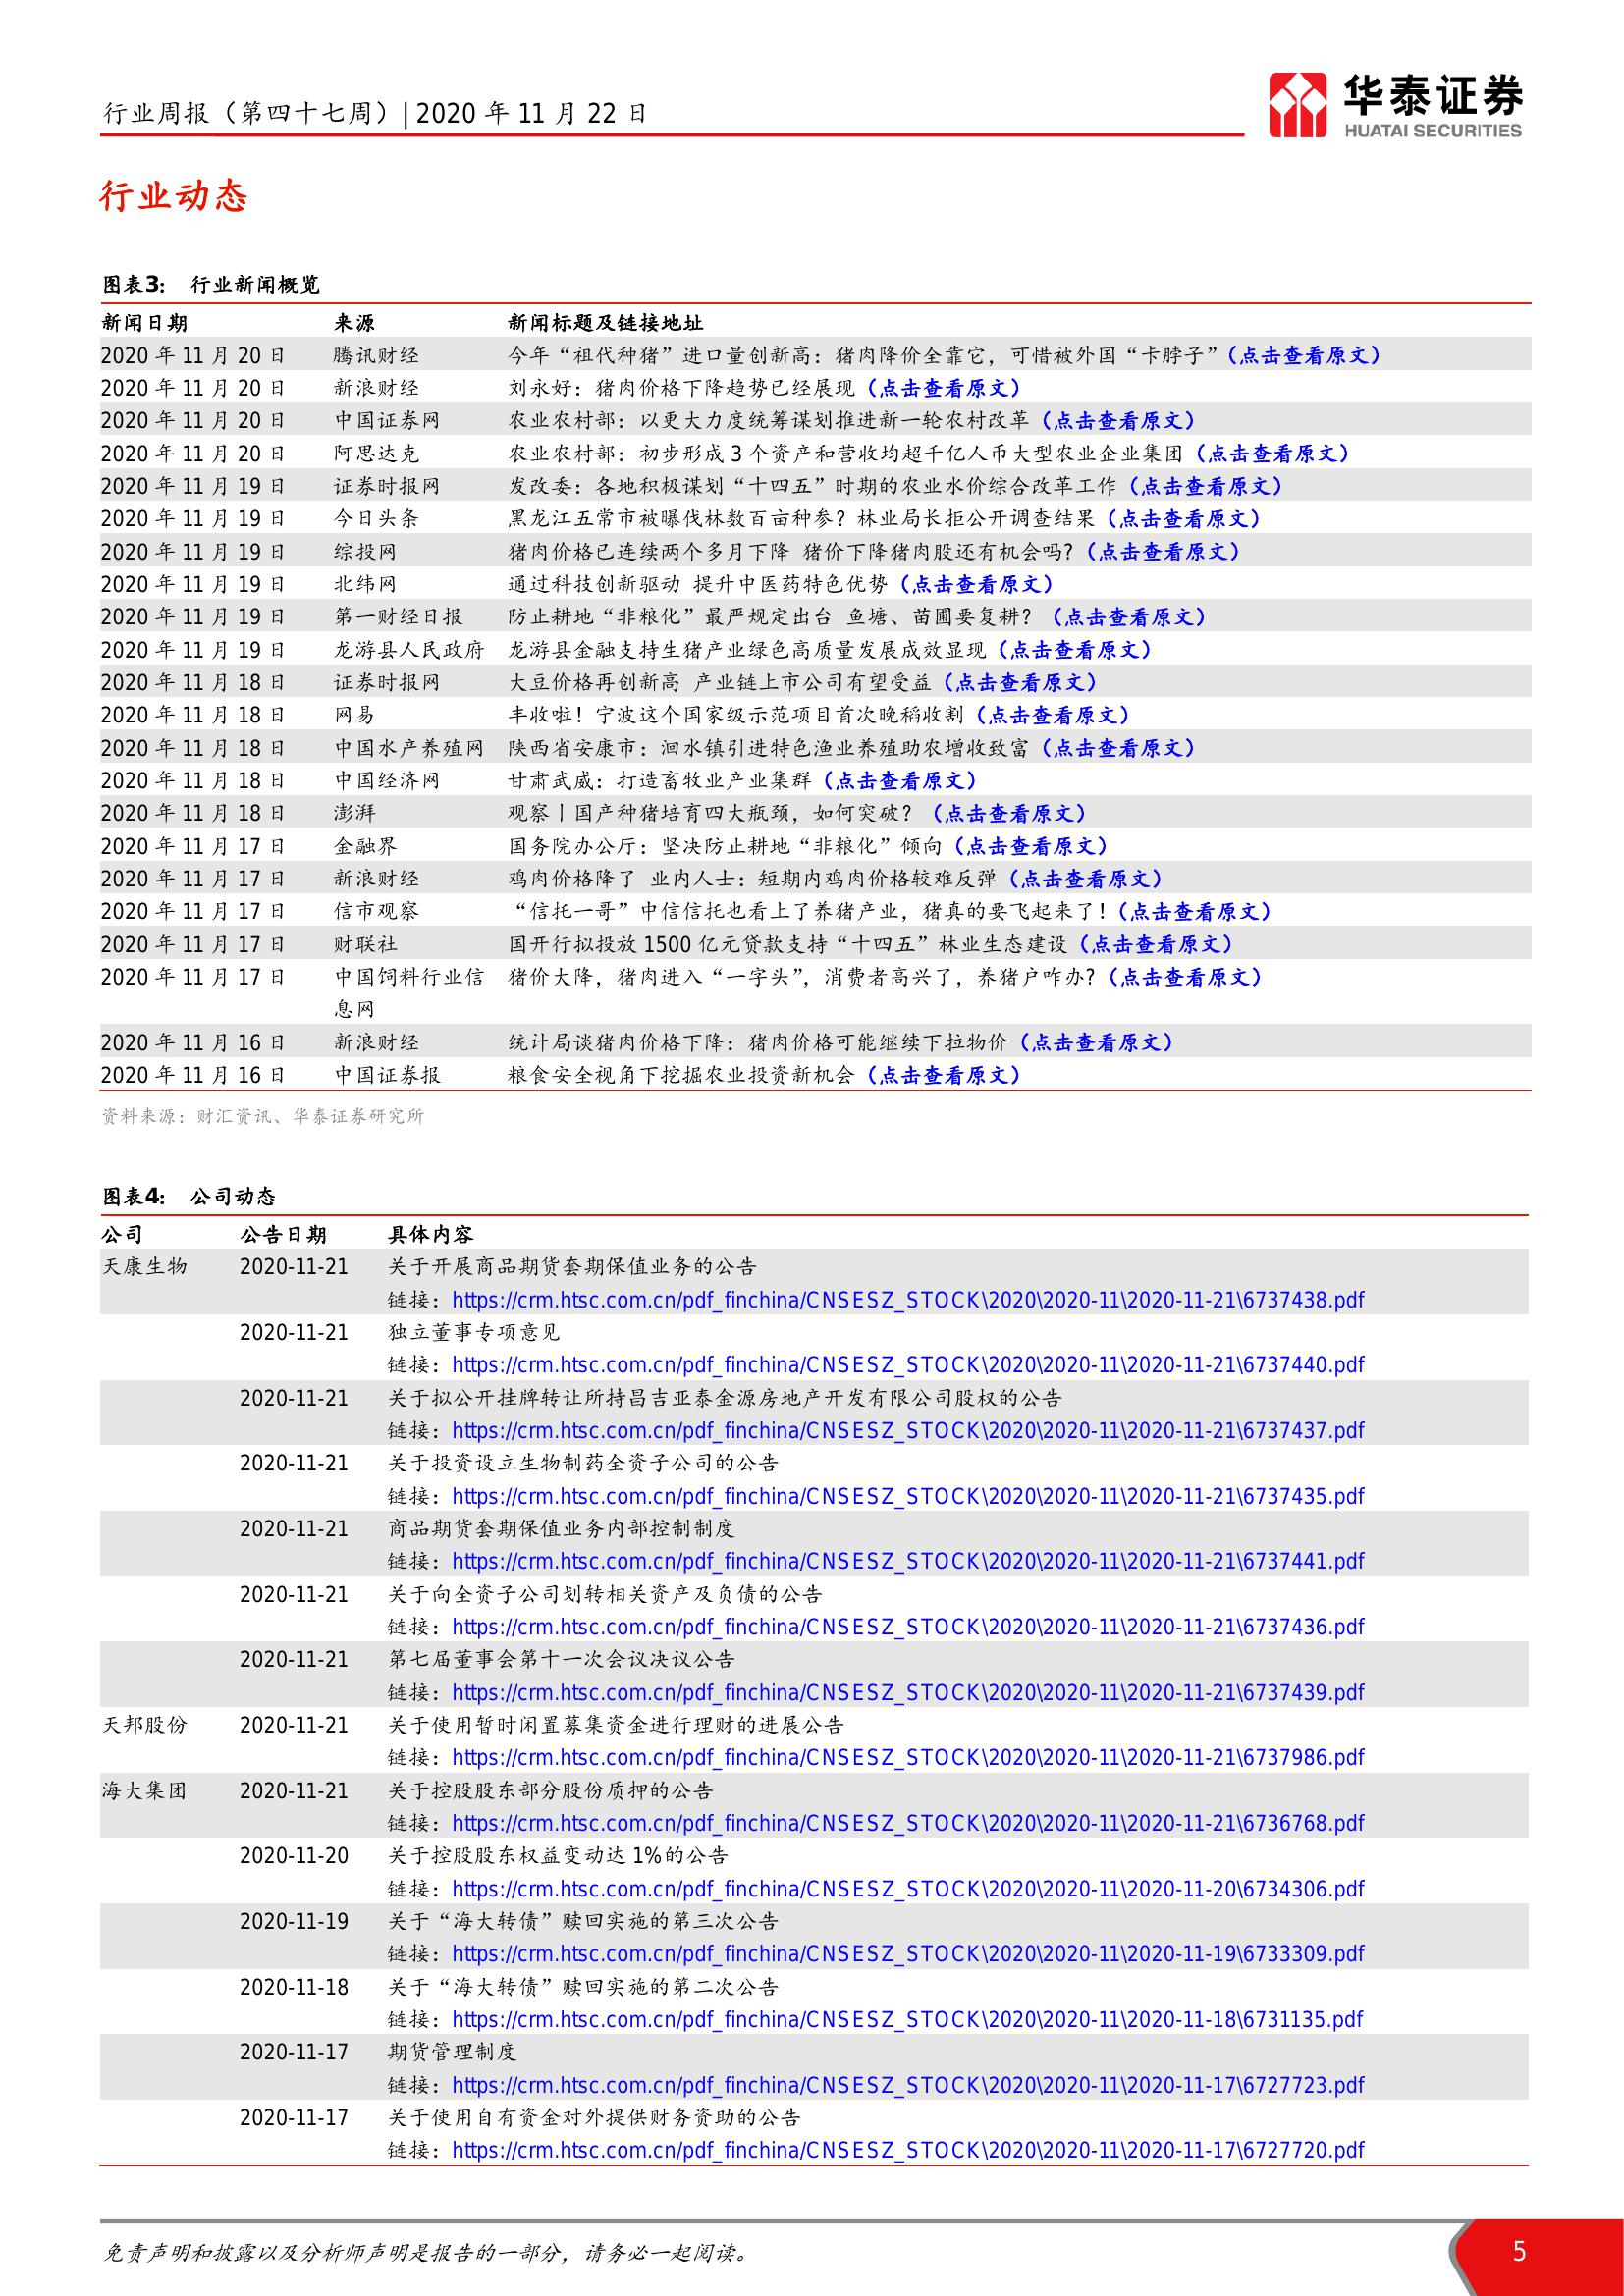 行业周报（第四十七周）| 2020 年 11 月 22 日
华泰证券
HUATAI SECURITIES
行业动态
图表3： 行业新闻概览
新闻日期 来源 新闻标题及链接地址
2020 年 11 月 20 日 腾讯财经 今年“祖代种猪”进口量创新高：猪肉降价全靠它，可惜被外国“卡脖子”（点击查看原文）
2020 年 11 月 20 日 新浪财经 刘永好：猪肉价格下降趋势已经展现（点击查看原文）
2020 年 11 月 20 日 中国证券网 农业农村部：以更大力度统筹谋划推进新一轮农村改革（点击查看原文）
2020 年 11 月 20 日 阿思达克 农业农村部：初步形成 3 个资产和营收均超千亿人币大型农业企业集团（点击查看原文）
2020 年 11 月 19 日 证券时报网 发改委：各地积极谋划“十四五”时期的农业水价综合改革工作（点击查看原文）
2020 年 11 月 19 日 今日头条 黑龙江五常市被曝伐林数百亩种参？林业局长拒公开调查结果（点击查看原文）
2020 年 11 月 19 日 综投网 猪肉价格已连续两个多月下降 猪价下降猪肉股还有机会吗?（点击查看原文）
2020 年 11 月 19 日 北纬网 通过科技创新驱动 提升中医药特色优势（点击查看原文）
2020 年 11 月 19 日 第一财经日报 防止耕地“非粮化”最严规定出台 鱼塘、苗圃要复耕？（点击查看原文）
2020 年 11 月 19 日 龙游县人民政府 龙游县金融支持生猪产业绿色高质量发展成效显现（点击查看原文）
2020 年 11 月 18 日 证券时报网 大豆价格再创新高 产业链上市公司有望受益（点击查看原文）
2020 年 11 月 18 日 网易 丰收啦！宁波这个国家级示范项目首次晚稻收割（点击查看原文）
2020 年 11 月 18 日 中国水产养殖网 陕西省安康市：洄水镇引进特色渔业养殖助农增收致富（点击查看原文）
2020 年 11 月 18 日 中国经济网 甘肃武威：打造畜牧业产业集群（点击查看原文）
2020 年 11 月 18 日 澎湃 观察丨国产种猪培育四大瓶颈，如何突破？（点击查看原文）
2020 年 11 月 17 日 金融界 国务院办公厅：坚决防止耕地“非粮化”倾向（点击查看原文）
2020 年 11 月 17 日 新浪财经 鸡肉价格降了 业内人士：短期内鸡肉价格较难反弹（点击查看原文）
2020 年 11 月 17 日 信市观察 “信托一哥”中信信托也看上了养猪产业，猪真的要飞起来了!（点击查看原文）
2020 年 11 月 17 日 财联社 国开行拟投放 1500 亿元贷款支持“十四五”林业生态建设（点击查看原文）
2020 年 11 月 17 日 中国饲料行业信 猪价大降，猪肉进入“一字头”，消费者高兴了，养猪户咋办?（点击查看原文）
息网
2020 年 11 月 16 日 新浪财经 统计局谈猪肉价格下降：猪肉价格可能继续下拉物价（点击查看原文）
2020 年 11 月 16 日 中国证券报 粮食安全视角下挖掘农业投资新机会（点击查看原文）
资料来源：财汇资讯、华泰证券研究所
图表4： 公司动态
公司 公告日期 具体内容
天康生物 2020-11-21 关于开展商品期货套期保值业务的公告
链接：https://crm.htsc.com.cn/pdf_finchina/CNSESZ_STOCK\2020\2020-11\2020-11-21\6737438.pdf
2020-11-21 独立董事专项意见
链接：https://crm.htsc.com.cn/pdf_finchina/CNSESZ_STOCK\2020\2020-11\2020-11-21\6737440.pdf
2020-11-21 关于拟公开挂牌转让所持昌吉亚泰金源房地产开发有限公司股权的公告
链接：https://crm.htsc.com.cn/pdf_finchina/CNSESZ_STOCK\2020\2020-11\2020-11-21\6737437.pdf
2020-11-21 关于投资设立生物制药全资子公司的公告
链接：https://crm.htsc.com.cn/pdf_finchina/CNSESZ_STOCK\2020\2020-11\2020-11-21\6737435.pdf
2020-11-21 商品期货套期保值业务内部控制制度
链接：https://crm.htsc.com.cn/pdf_finchina/CNSESZ_STOCK\2020\2020-11\2020-11-21\6737441.pdf
2020-11-21 关于向全资子公司划转相关资产及负债的公告
链接：https://crm.htsc.com.cn/pdf_finchina/CNSESZ_STOCK\2020\2020-11\2020-11-21\6737436.pdf
2020-11-21 第七届董事会第十一次会议决议公告
链接：https://crm.htsc.com.cn/pdf_finchina/CNSESZ_STOCK\2020\2020-11\2020-11-21\6737439.pdf
天邦股份 2020-11-21 关于使用暂时闲置募集资金进行理财的进展公告
链接：https://crm.htsc.com.cn/pdf_finchina/CNSESZ_STOCK\2020\2020-11\2020-11-21\6737986.pdf
海大集团 2020-11-21 关于控股股东部分股份质押的公告
链接：https://crm.htsc.com.cn/pdf_finchina/CNSESZ_STOCK\2020\2020-11\2020-11-21\6736768.pdf
2020-11-20 关于控股股东权益变动达 1%的公告
链接：https://crm.htsc.com.cn/pdf_finchina/CNSESZ_STOCK\2020\2020-11\2020-11-20\6734306.pdf
2020-11-19 关于“海大转债”赎回实施的第三次公告
链接：https://crm.htsc.com.cn/pdf_finchina/CNSESZ_STOCK\2020\2020-11\2020-11-19\6733309.pdf
2020-11-18 关于“海大转债”赎回实施的第二次公告
链接：https://crm.htsc.com.cn/pdf_finchina/CNSESZ_STOCK\2020\2020-11\2020-11-18\6731135.pdf
2020-11-17 期货管理制度
链接：https://crm.htsc.com.cn/pdf_finchina/CNSESZ_STOCK\2020\2020-11\2020-11-17\6727723.pdf
2020-11-17 关于使用自有资金对外提供财务资助的公告
链接：https://crm.htsc.com.cn/pdf_finchina/CNSESZ_STOCK\2020\2020-11\2020-11-17\6727720.pdf
免责声明和披露以及分析师声明是报告的一部分，请务必一起阅读。 5